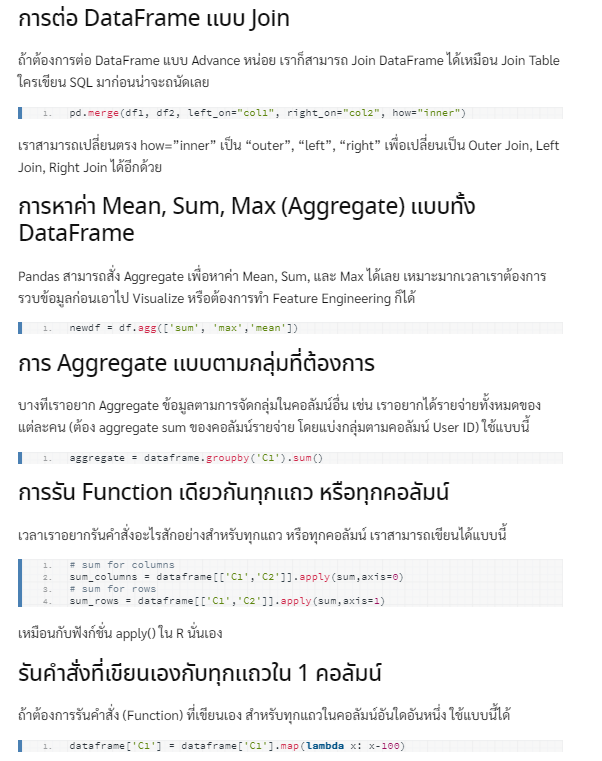 การต่อ DataFrame แบบ Join
ถ้าต้องการต่อ DataFrame แบบ Advance หน่อย เราก็สามารถ Join DataFrame ได้เหมือน Join Table
ใครเขียน SQL มาก่อนน่าจะถนัดเลย
1. pd.merge(df1, df2, left_on="col1", right_on="col2", how="inner")
เราสามารถเปลี่ยนตรง how=”inner” เป็น “outer”, “left”, “right” เพื่อเปลี่ยนเป็น Outer Join, Left
Join, Right Join ได้อีกด้วย
การหาค่า Mean, Sum, Max (Aggregate) แบบทั้ง
DataFrame
Pandas สามารถสั่ง Aggregate เพื่อหาค่า Mean, Sum, และ Max ได้เลย เหมาะมากเวลาเราต้องการ
รวบข้อมูลก่อนเอาไป Visualize หรือต้องการทำ Feature Engineering ก็ได้
1. newdf = df.agg(['sum', 'max','mean'])
การ Aggregate แบบตามกลุ่มที่ต้องการ
บางทีเราอยาก Aggregate ข้อมูลตามการจัดกลุ่มในคอลัมน์อื่น เช่น เราอยากได้รายจ่ายทั้งหมดของ
แต่ละคน (ต้อง aggregate sum ของคอลัมน์รายจ่าย โดยแบ่งกลุ่มตามคอลัมน์ User ID) ใช้แบบนี้
1. aggregate = dataframe.groupby('C1').sum()
การรัน Function เดียวกันทุกแถว หรือทุกคอลัมน์
เวลาเราอยากรันคำสั่งอะไรสักอย่างสำหรับทุกแถว หรือทุกคอลัมน์ เราสามารถเขียนได้แบบนี้
1. # sum for columns
2. sum_columns = dataframe[['C1','C2']].apply(sum,axis=0)
3. # sum for rows
4. sum_rows = dataframe[['C1','C2']].apply(sum,axis=1)
เหมือนกับฟังก์ชั่น apply() ใน R นั่นเอง
รันคำสั่งที่เขียนเองกับทุกแถวใน 1 คอลัมน์
ถ้าต้องการรันคำสั่ง (Function) ที่เขียนเอง สำหรับทุกแถวในคอลัมน์อันใดอันหนึ่ง ใช้แบบนี้ได้
1. dataframe['C1'] = dataframe['C1'].map(lambda x: x-100)